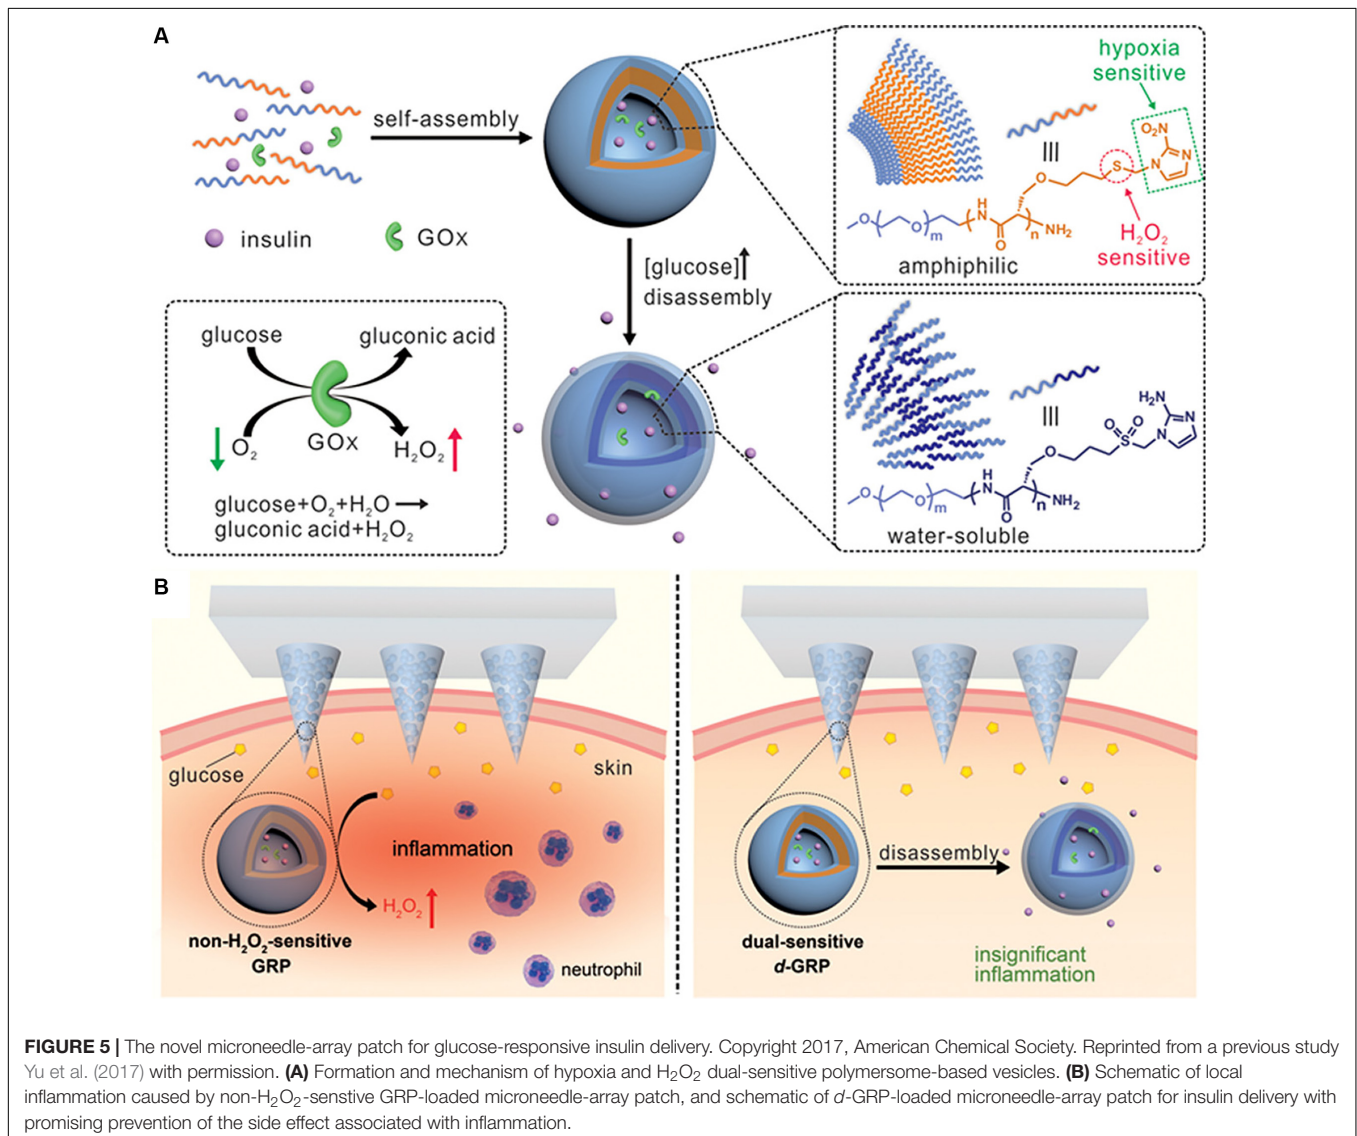 A
self-assembly
insulin
GOx
[glucose]↑
disassembly
hypoxia
sensitive
O₂N
N
N
S
O
O
O
H
N
O
m
n
NH₂
H₂O₂
sensitive
amphiphilic
glucose
gluconic acid
GOx
O₂
H₂O₂
glucose+O₂+H₂O →
gluconic acid+H₂O₂
H₂N
N
N
O
O
S
O
O
O
H
N
O
m
n
NH₂
water-soluble
B
glucose
skin
inflammation
H₂O₂
non-H₂O₂-sensitive
GRP
neutrophil
disassembly
dual-sensitive
d-GRP
insignificant
inflammation
FIGURE 5 | The novel microneedle-array patch for glucose-responsive insulin delivery. Copyright 2017, American Chemical Society. Reprinted from a previous study
Yu et al. (2017) with permission. (A) Formation and mechanism of hypoxia and H₂O₂ dual-sensitive polymersome-based vesicles. (B) Schematic of local
inflammation caused by non-H₂O₂-senstive GRP-loaded microneedle-array patch, and schematic of d-GRP-loaded microneedle-array patch for insulin delivery with
promising prevention of the side effect associated with inflammation.